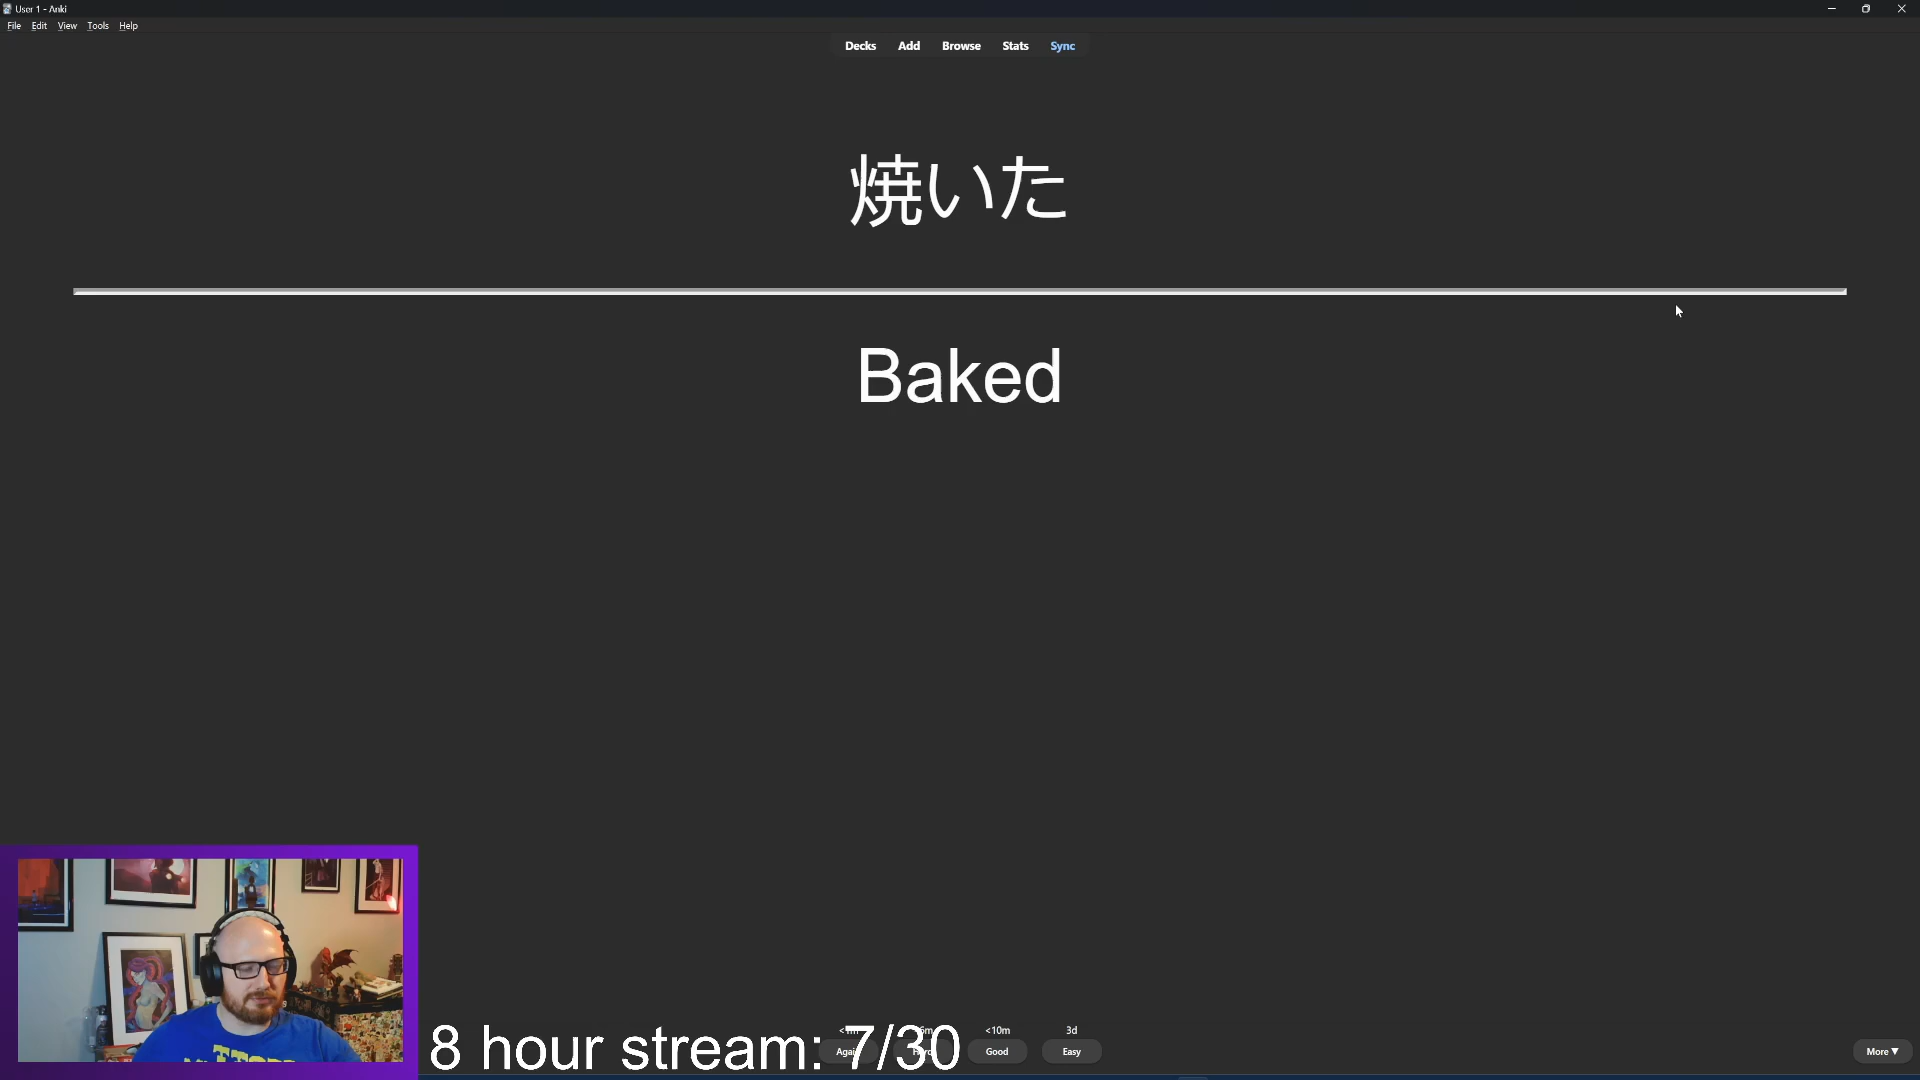 User 1 - Anki
File Edit View Tools Help
Decks Add Browse Stats Sync
焼いた
Baked
<10m 3d
Good Easy
More ▼
8 hour stream: 7/30